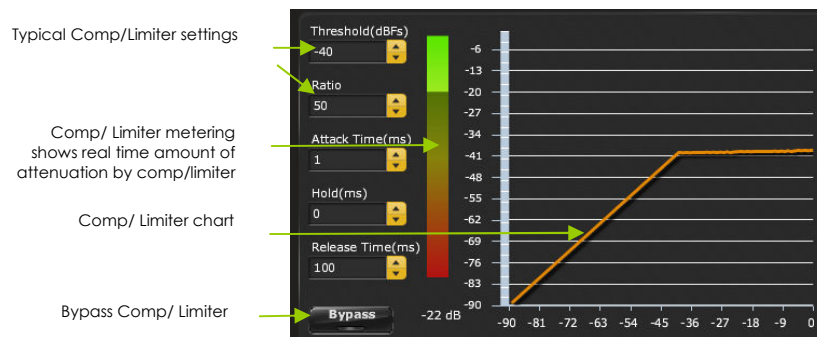 Typical Comp/Limiter settings
Comp/ Limiter metering
shows real time amount of
attenuation by comp/limiter
Comp/ Limiter chart
Bypass Comp/ Limiter
Threshold(dBFs)
-40
Ratio
50
Attack Time(ms)
1
Hold(ms)
0
Release Time(ms)
100
Bypass
-22 dB
-6
-13
-20
-27
-34
-41
-48
-55
-62
-69
-76
-83
-90
-90 -81 -72 -63 -54 -45 -36 -27 -18 -9 0